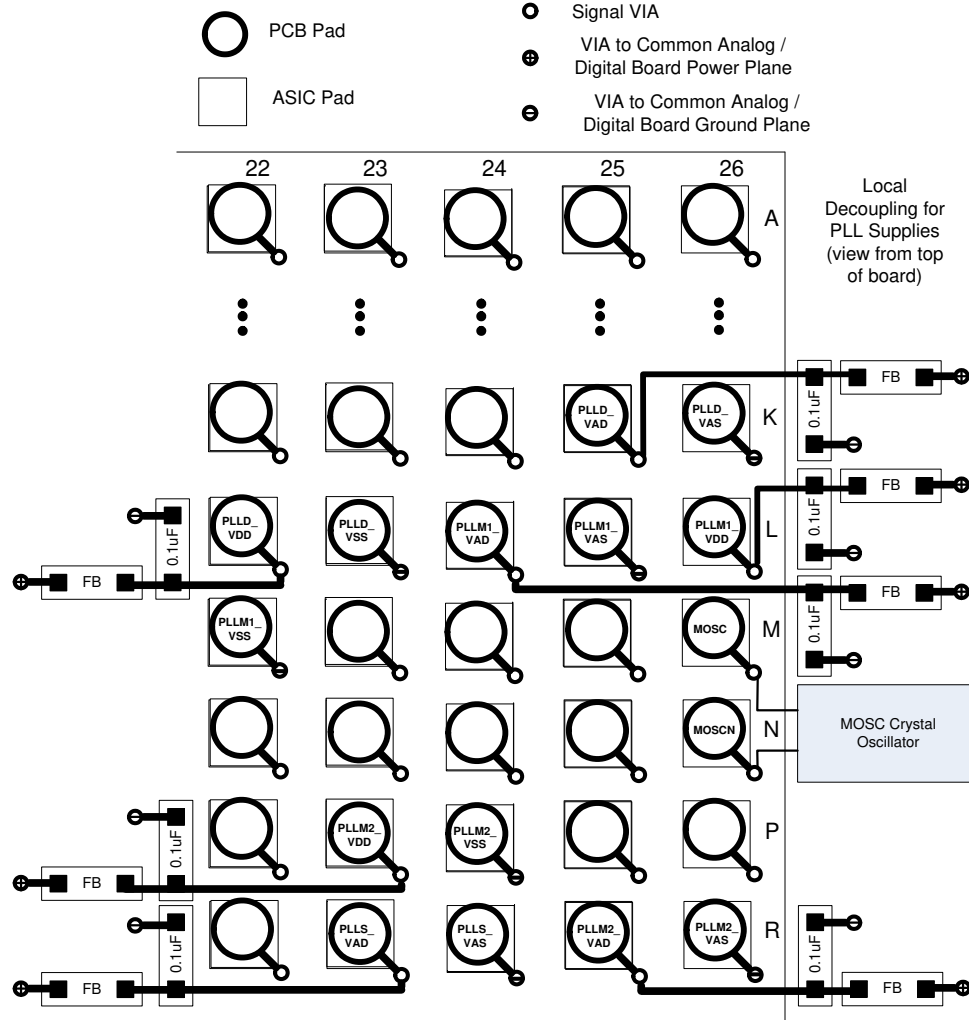 PCB Pad
ASIC Pad
Signal VIA
VIA to Common Analog /
Digital Board Power Plane
VIA to Common Analog /
Digital Board Ground Plane
22 23 24 25 26
A
Local
Decoupling for
PLL Supplies
(view from top
of board)
PLLD_
VAD
PLLD_
VAS
K
0.1uF
FB
FB
0.1uF
PLLD_
VDD
PLLD_
VSS
PLLM1_
VAD
PLLM1_
VAS
PLLM1_
VDD
L
0.1uF
FB
PLLM1_
VSS
MOSC
M
0.1uF
FB
MOSCN
N
MOSC Crystal
Oscillator
FB
0.1uF
PLLM2_
VDD
PLLM2_
VSS
P
FB
0.1uF
PLLS_
VAD
PLLS_
VAS
PLLM2_
VAD
PLLM2_
VAS
R
0.1uF
FB